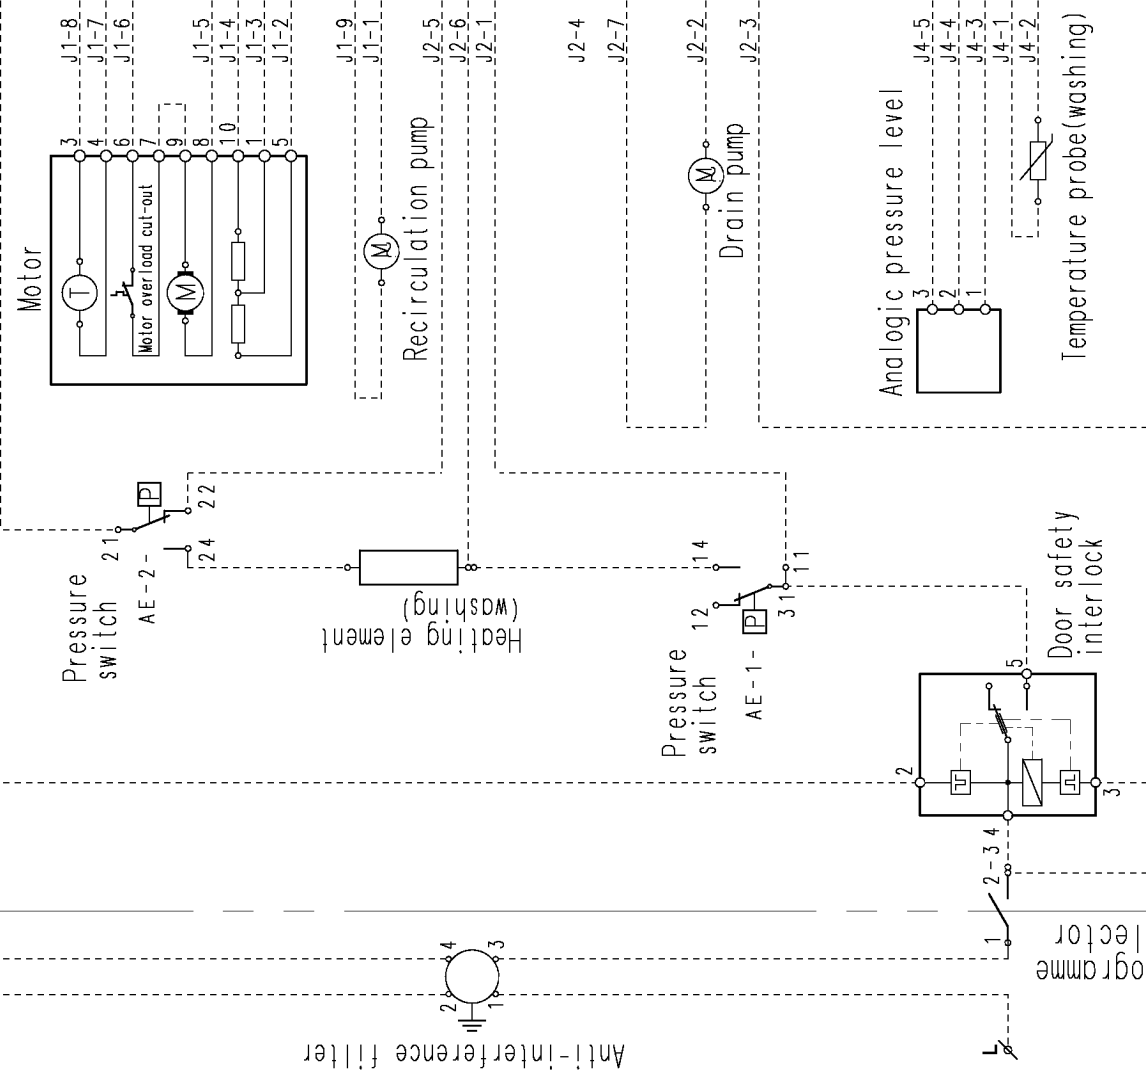 J1-8
J1-7
J1-6
J1-5
J1-4
J1-3
J1-2
J1-9
J1-1
J2-5
J2-6
J2-1
J2-4
J2-7
J2-2
J2-3
J4-5
J4-4
J4-3
J4-1
J4-2
3
4
6
7
9
8
10
1
5
Motor
T
Motor overload cut-out
M
M
Recirculation pump
M
Drain pump
Analogic pressure level
3
2
1
Temperature probe(washing)
Pressure
switch
AE-2-
21
P
22
24
Heating element
(washing)
Pressure
switch
AE-1-
14
12
P
11
31
Door safety
interlock
5
2
3
4
2-3
1
ogramme
lector
Anti-interference filter
4
3
2
1
L